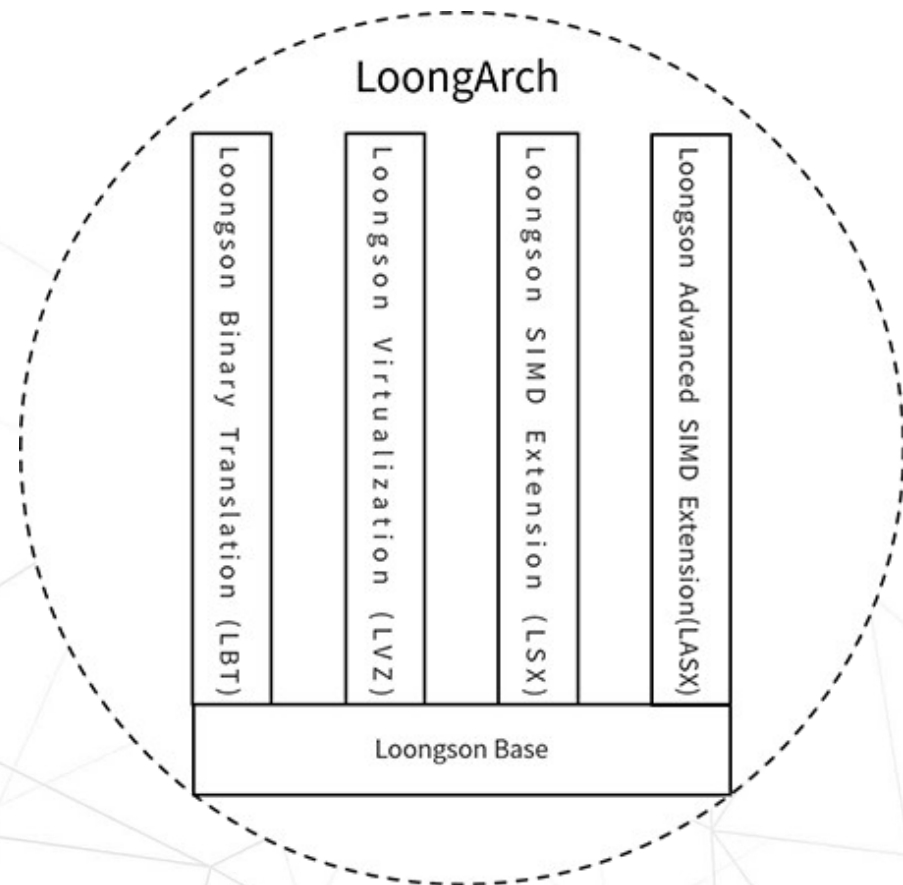 LoongArch
Loongson Binary Translation (LBT)
Loongson Virtualization (LVZ)
Loongson SIMD Extension (LSX)
Loongson Advanced SIMD Extension(LASX)
Loongson Base